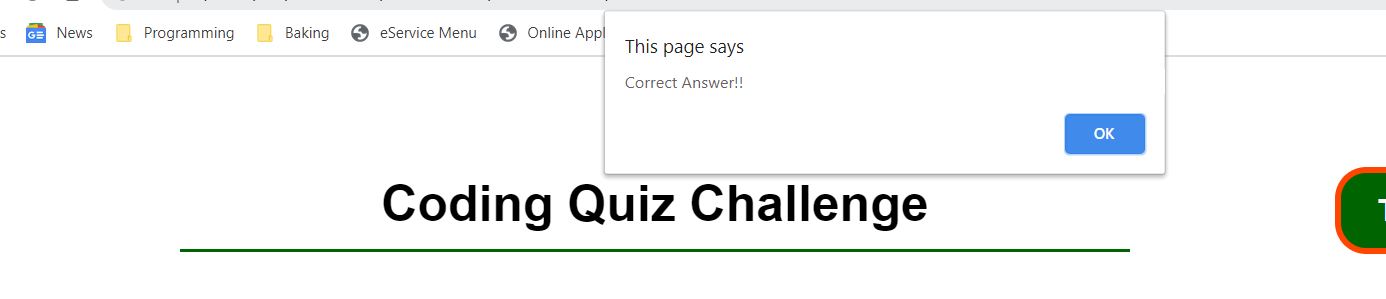 s News Programming Baking eService Menu Online Appl
This page says
Correct Answer!!
OK
Coding Quiz Challenge
T